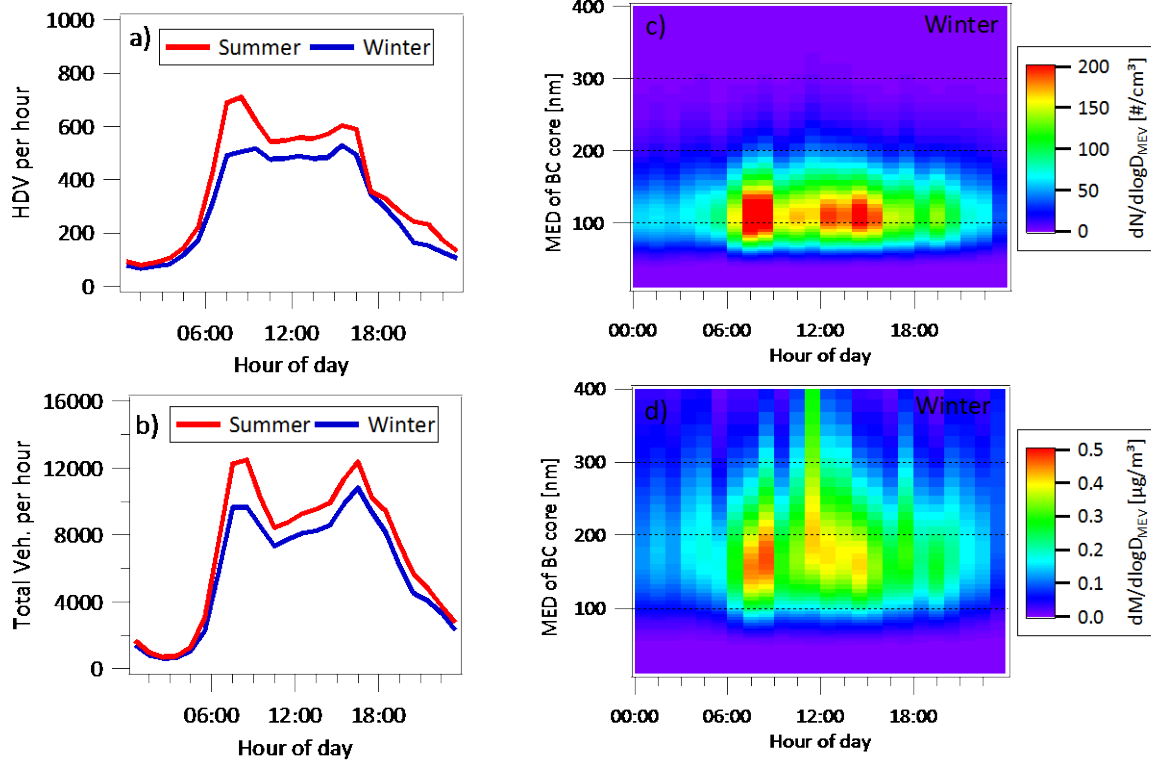 a)
Summer
Winter
1000
800
600
400
200
0
HDV per hour
06:00
12:00
18:00
Hour of day
c)
Winter
400
300
200
100
MED of BC core [nm]
00:00
06:00
12:00
18:00
Hour of day
200
150
100
50
0
dN/dlogD_MEV [#/cm³]
b)
Summer
Winter
16000
12000
8000
4000
0
Total Veh. per hour
06:00
12:00
18:00
Hour of day
d)
Winter
400
300
200
100
MED of BC core [nm]
00:00
06:00
12:00
18:00
Hour of day
0.5
0.4
0.3
0.2
0.1
0.0
dM/dlogD_MEV [µg/m³]